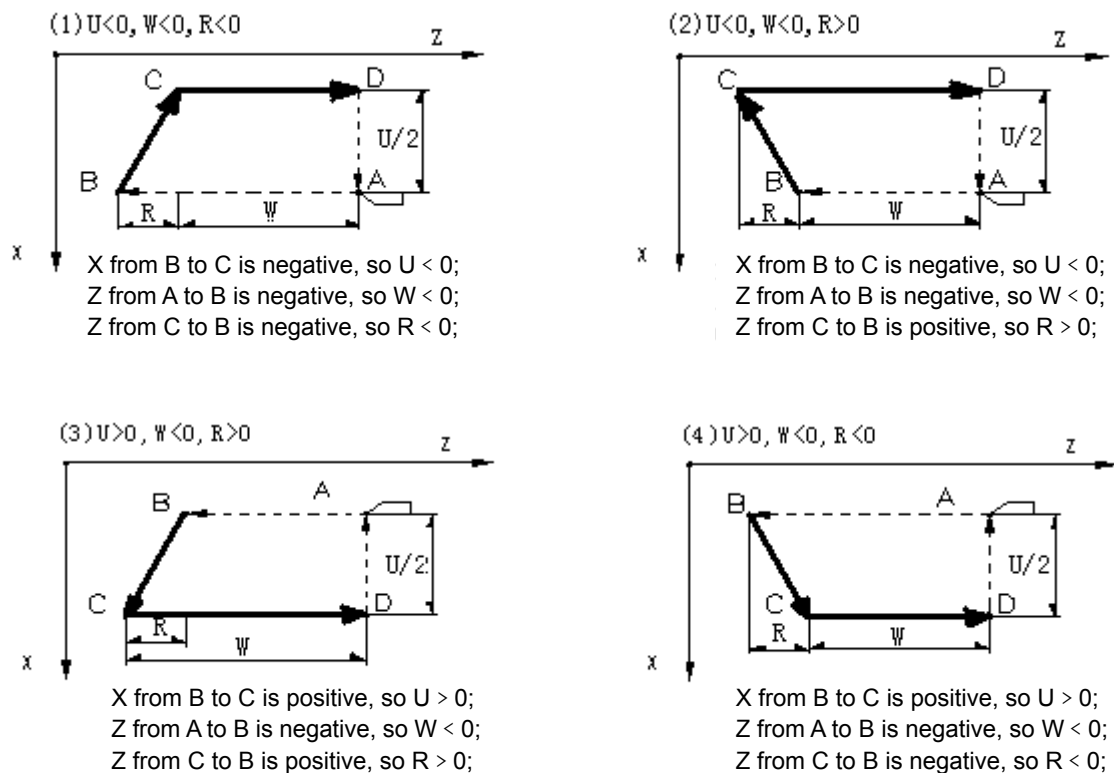 (1)U<0, W<0, R<0
Z
C
D
U/2
B
A
R
W
X
X from B to C is negative, so U < 0;
Z from A to B is negative, so W < 0;
Z from C to B is negative, so R < 0;
(2)U<0, W<0, R>0
Z
C
D
U/2
B
A
R
W
X
X from B to C is negative, so U < 0;
Z from A to B is negative, so W < 0;
Z from C to B is positive, so R > 0;
(3)U>0, W<0, R>0
Z
B
A
U/2
C
D
R
W
X
X from B to C is positive, so U > 0;
Z from A to B is negative, so W < 0;
Z from C to B is positive, so R > 0;
(4)U>0, W<0, R<0
Z
B
A
U/2
C
D
R
W
X
X from B to C is positive, so U > 0;
Z from A to B is negative, so W < 0;
Z from C to B is negative, so R < 0;